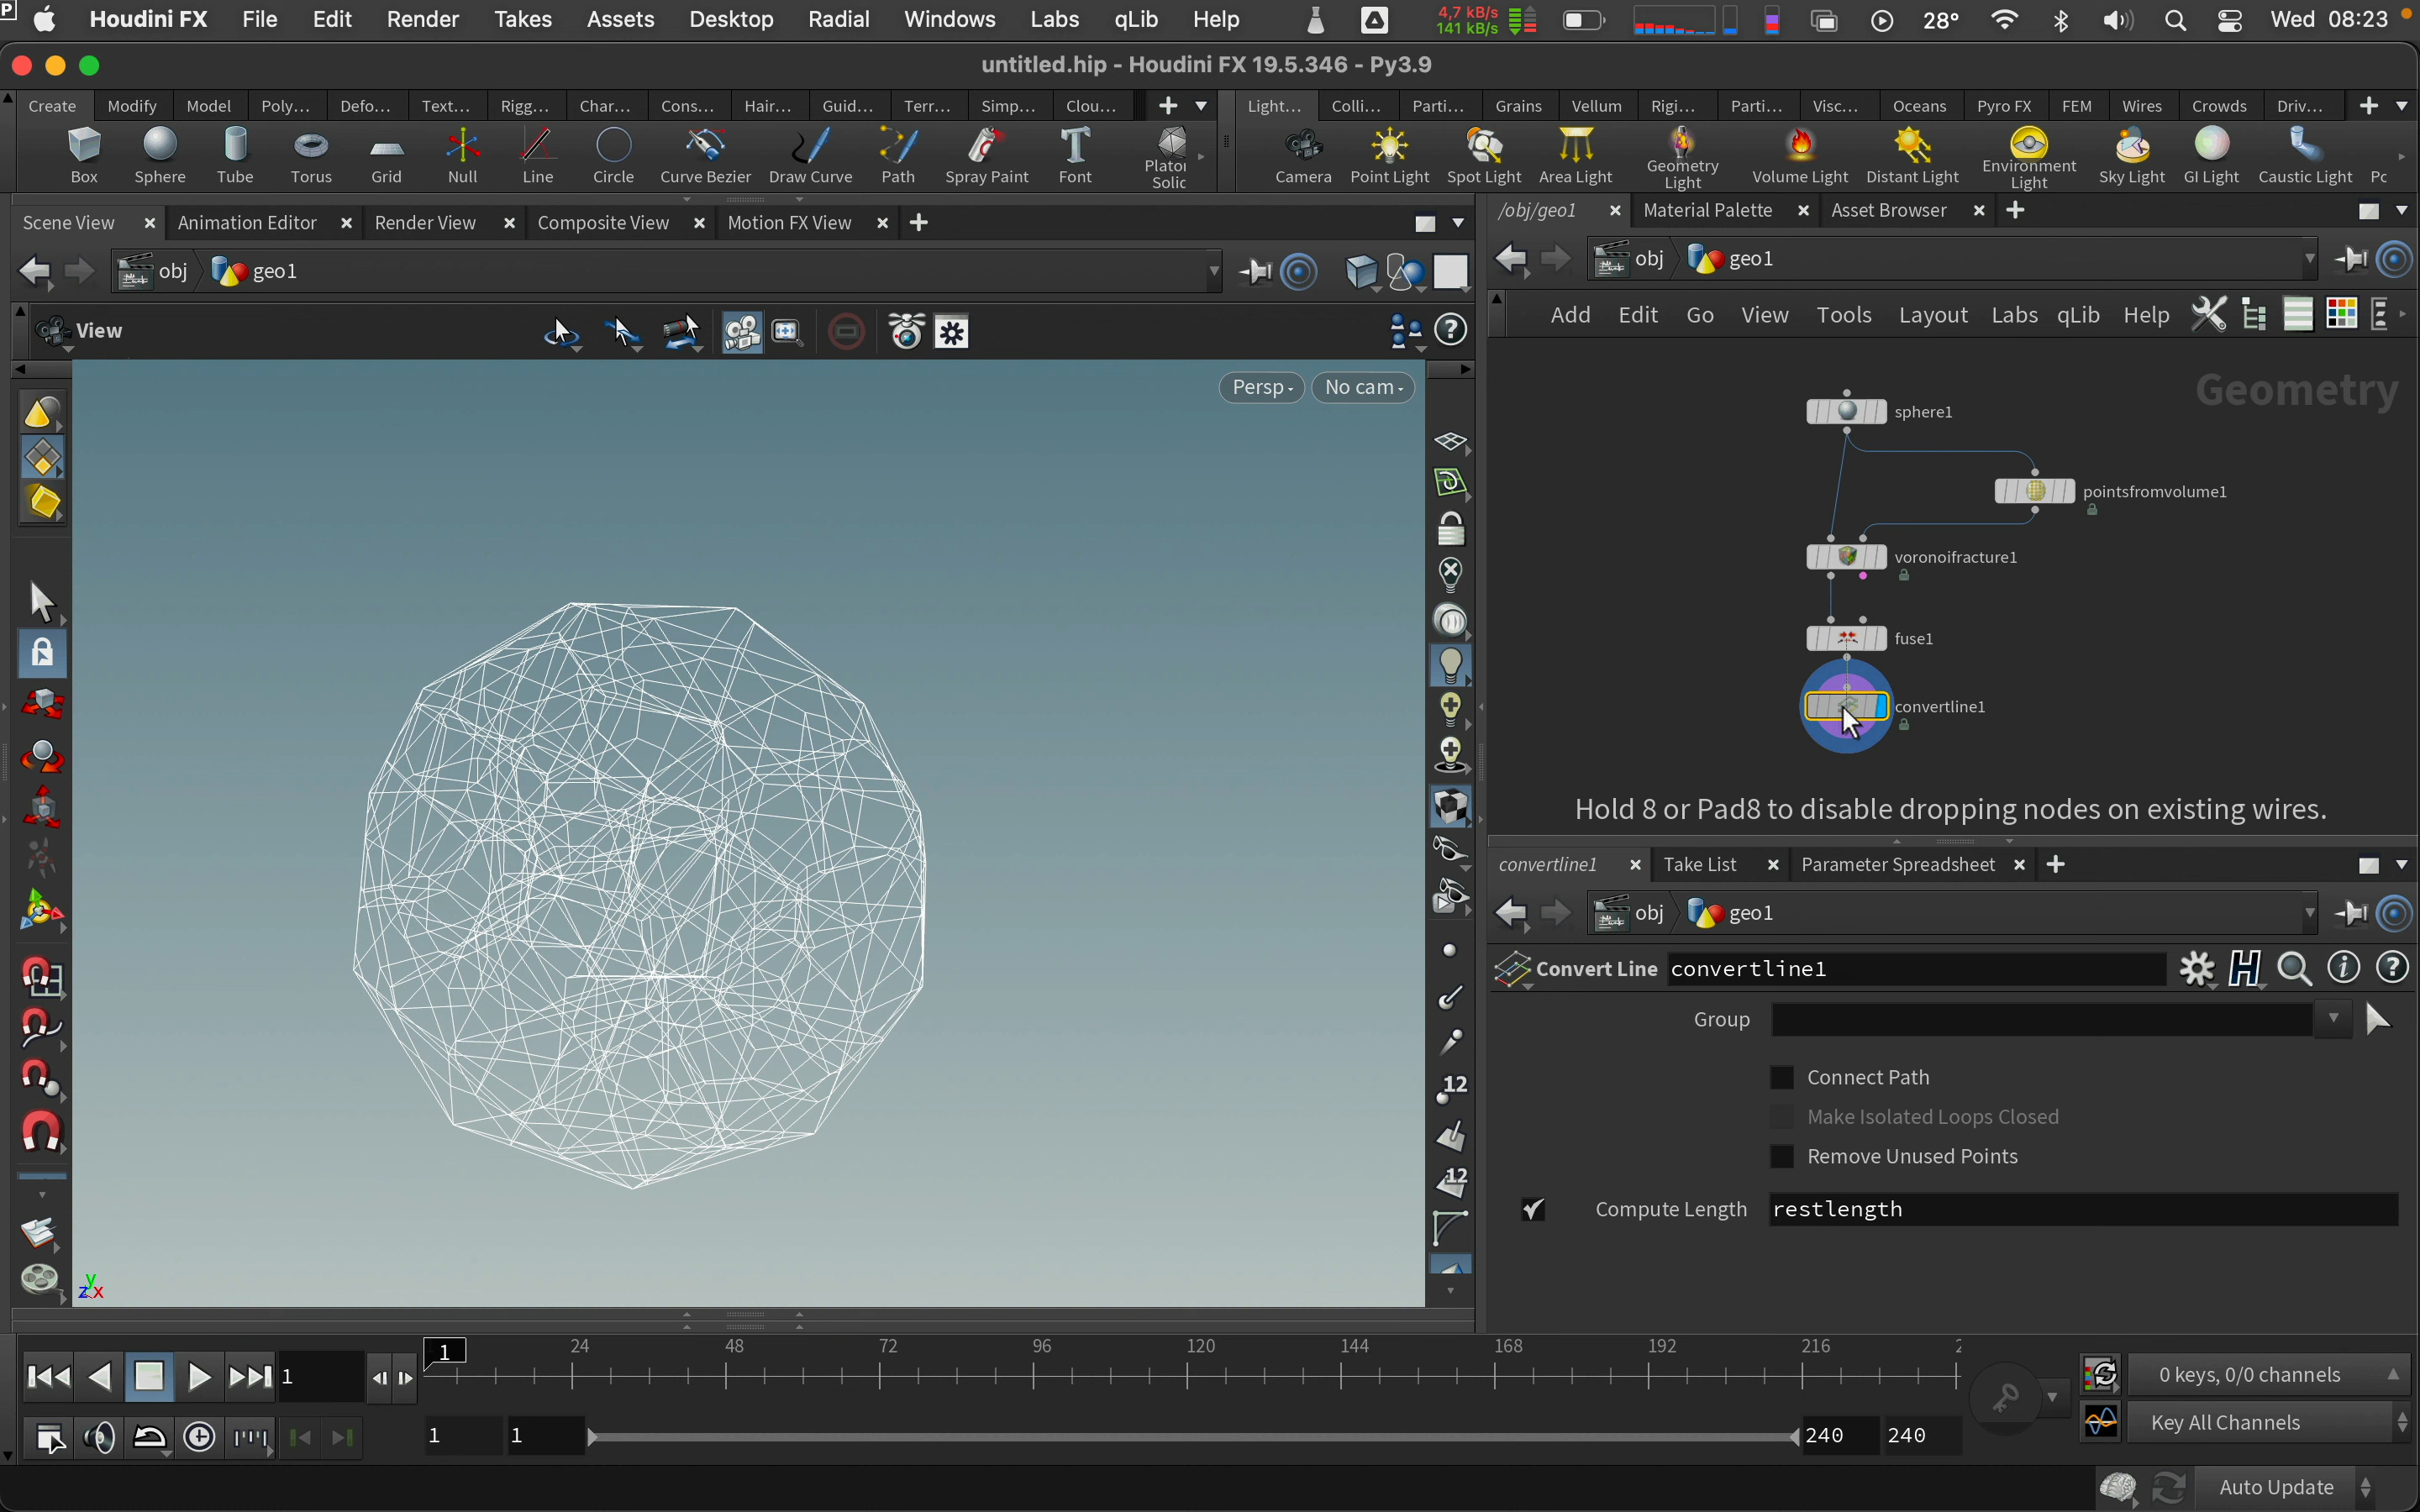 P
Houdini FX File Edit Render Takes Assets Desktop Radial Windows Labs qLib Help
4,7 kB/s
141 kB/s
28° Wed 08:23
untitled.hip - Houdini FX 19.5.346 - Py3.9
Create Modify Model Poly... Defo... Text... Rigg... Char... Cons... Hair... Guid... Terr... Simp... Clou...
Light... Colli... Parti... Grains Vellum Rigi... Parti... Visc... Oceans Pyro FX FEM Wires Crowds Driv...
Box Sphere Tube Torus Grid Null Line Circle Curve Bezier Draw Curve Path Spray Paint Font Plato
Solic
Camera Point Light Spot Light Area Light Geometry
Light
Volume Light Distant Light Environment
Light
Sky Light GI Light Caustic Light Pc
Scene View Animation Editor Render View Composite View Motion FX View
/obj/geo1 Material Palette Asset Browser
obj geo1
obj geo1
View
Add Edit Go View Tools Layout Labs qLib Help
Persp No cam
Geometry
sphere1
pointsfromvolume1
voronoifracture1
fuse1
convertline1
Hold 8 or Pad8 to disable dropping nodes on existing wires.
convertline1 Take List Parameter Spreadsheet
obj geo1
Convert Line convertline1
Group
Connect Path
Make Isolated Loops Closed
Remove Unused Points
Compute Length restlength
12
12
y
z x
1 1 24 48 72 96 120 144 168 192 216 2
0 keys, 0/0 channels
1 1 240 240
Key All Channels
Auto Update